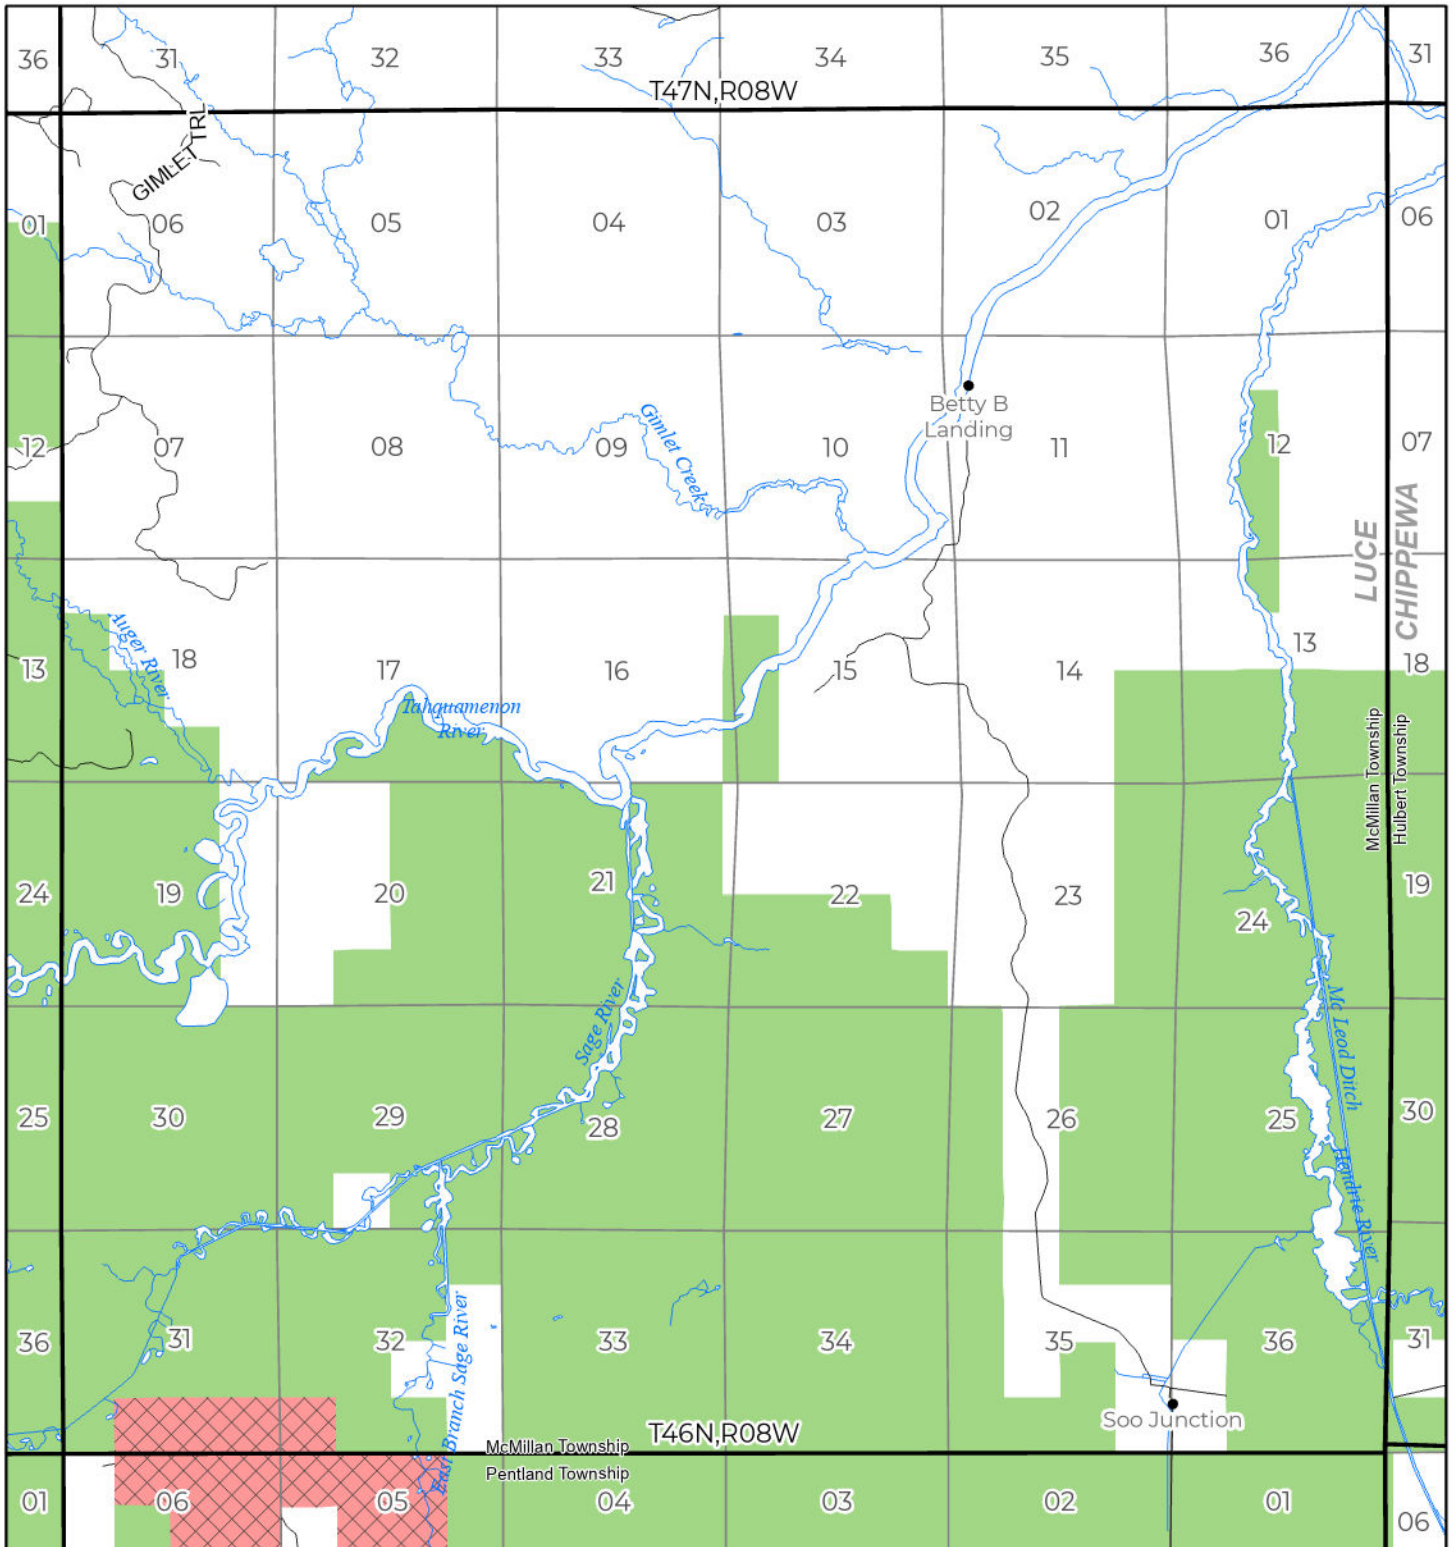 36 31 32 33 34 35 36 31
T47N,R08W
GIMLET TRL
01 06 05 04 03 02 01 06
Betty B
Landing
Gimlet Creek
12 07 08 09 10 11 12 07
LUCE
CHIPPEWA
Auger River
13 18 17 16 15 14 13 18
Tahquamenon
River
McMillan Township
Hulbert Township
24 19 20 21 22 23 24 19
Sage River
Mc Leod Ditch
25 30 29 28 27 26 25 30
Hendrie River
East Branch Sage River
36 31 32 33 34 35 36 31
Soo Junction
T46N,R08W
McMillan Township
Pentland Township
01 06 05 04 03 02 01 06